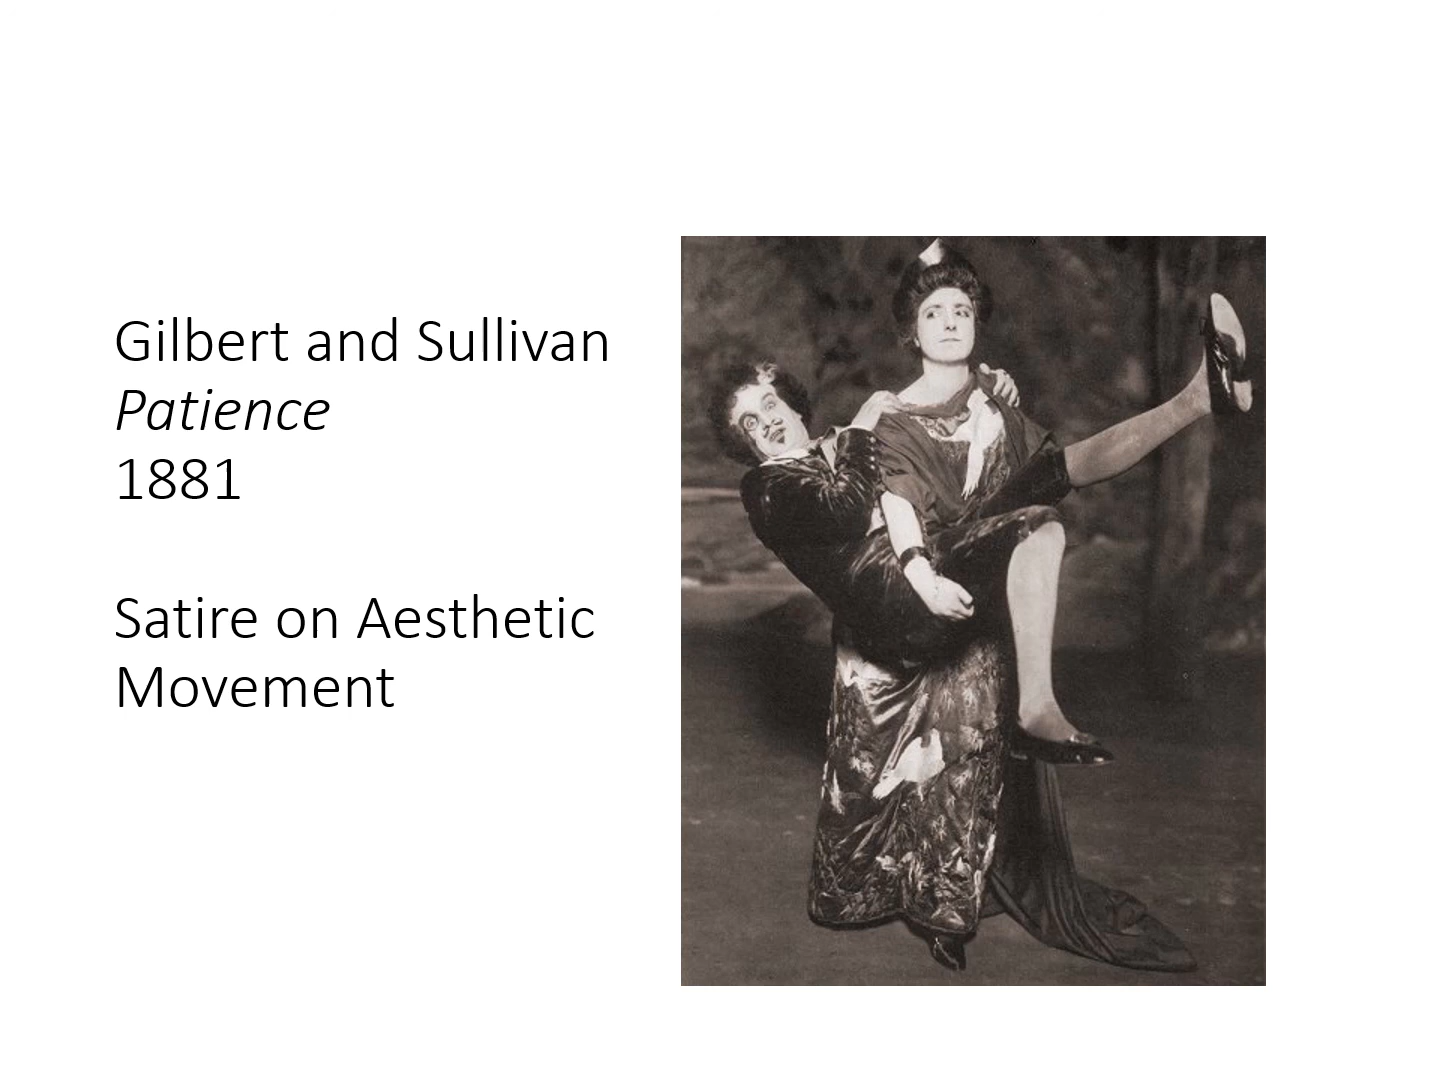 Gilbert and Sullivan
Patience
1881
Satire on Aesthetic
Movement